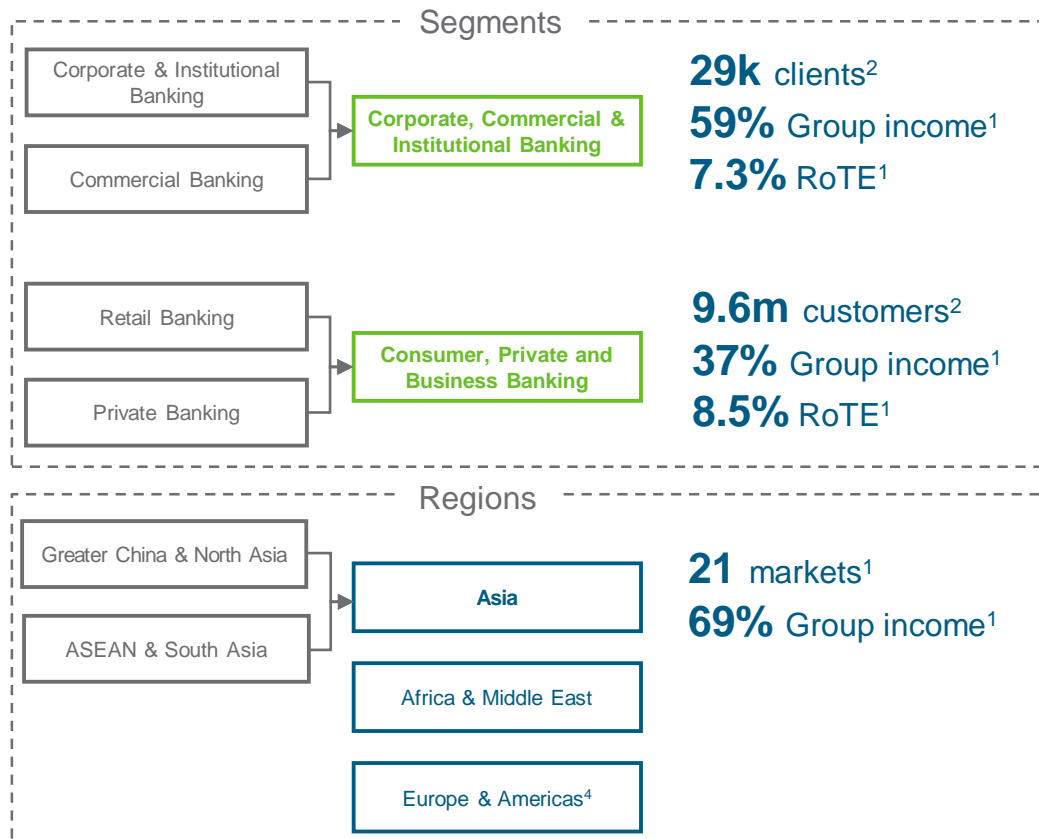 Segments
Corporate & Institutional
Banking
Commercial Banking
Corporate, Commercial &
Institutional Banking
29k clients²
59% Group income¹
7.3% RoTE¹
Retail Banking
Private Banking
Consumer, Private and
Business Banking
9.6m customers²
37% Group income¹
8.5% RoTE¹
Regions
Greater China & North Asia
ASEAN & South Asia
Asia
21 markets¹
69% Group income¹
Africa & Middle East
Europe & Americas⁴